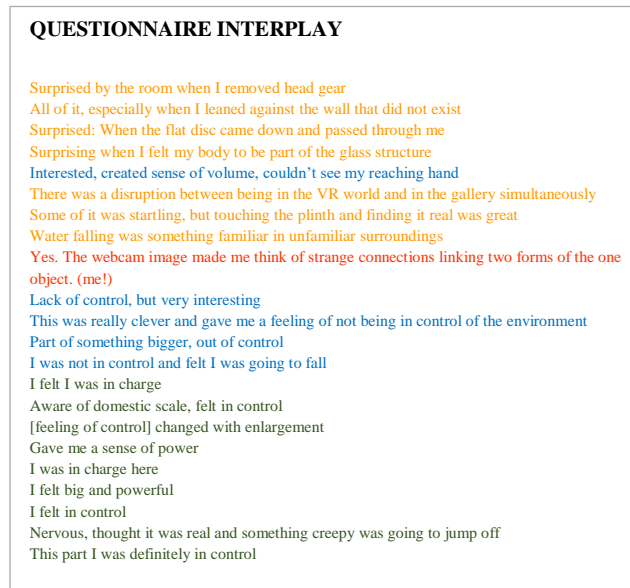 QUESTIONNAIRE INTERPLAY
Surprised by the room when I removed head gear
All of it, especially when I leaned against the wall that did not exist
Surprised: When the flat disc came down and passed through me
Surprising when I felt my body to be part of the glass structure
Interested, created sense of volume, couldn’t see my reaching hand
There was a disruption between being in the VR world and in the gallery simultaneously
Some of it was startling, but touching the plinth and finding it real was great
Water falling was something familiar in unfamiliar surroundings
Yes. The webcam image made me think of strange connections linking two forms of the one
object. (me!)
Lack of control, but very interesting
This was really clever and gave me a feeling of not being in control of the environment
Part of something bigger, out of control
I was not in control and felt I was going to fall
I felt I was in charge
Aware of domestic scale, felt in control
[feeling of control] changed with enlargement
Gave me a sense of power
I was in charge here
I felt big and powerful
I felt in control
Nervous, thought it was real and something creepy was going to jump off
This part I was definitely in control